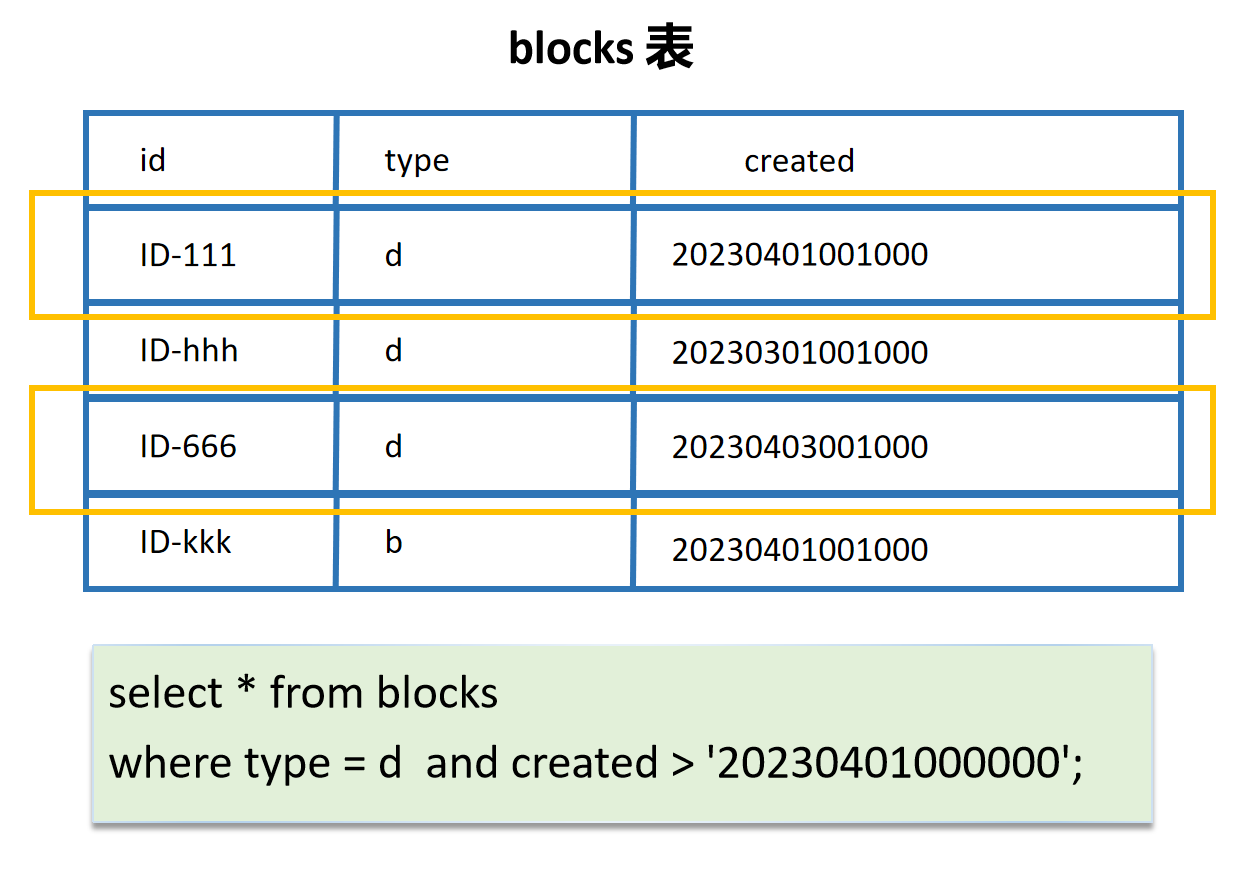 blocks 表
id type created
ID-111 d 20230401001000
ID-hhh d 20230301001000
ID-666 d 20230403001000
ID-kkk b 20230401001000
select * from blocks
where type = d  and created > '20230401000000';